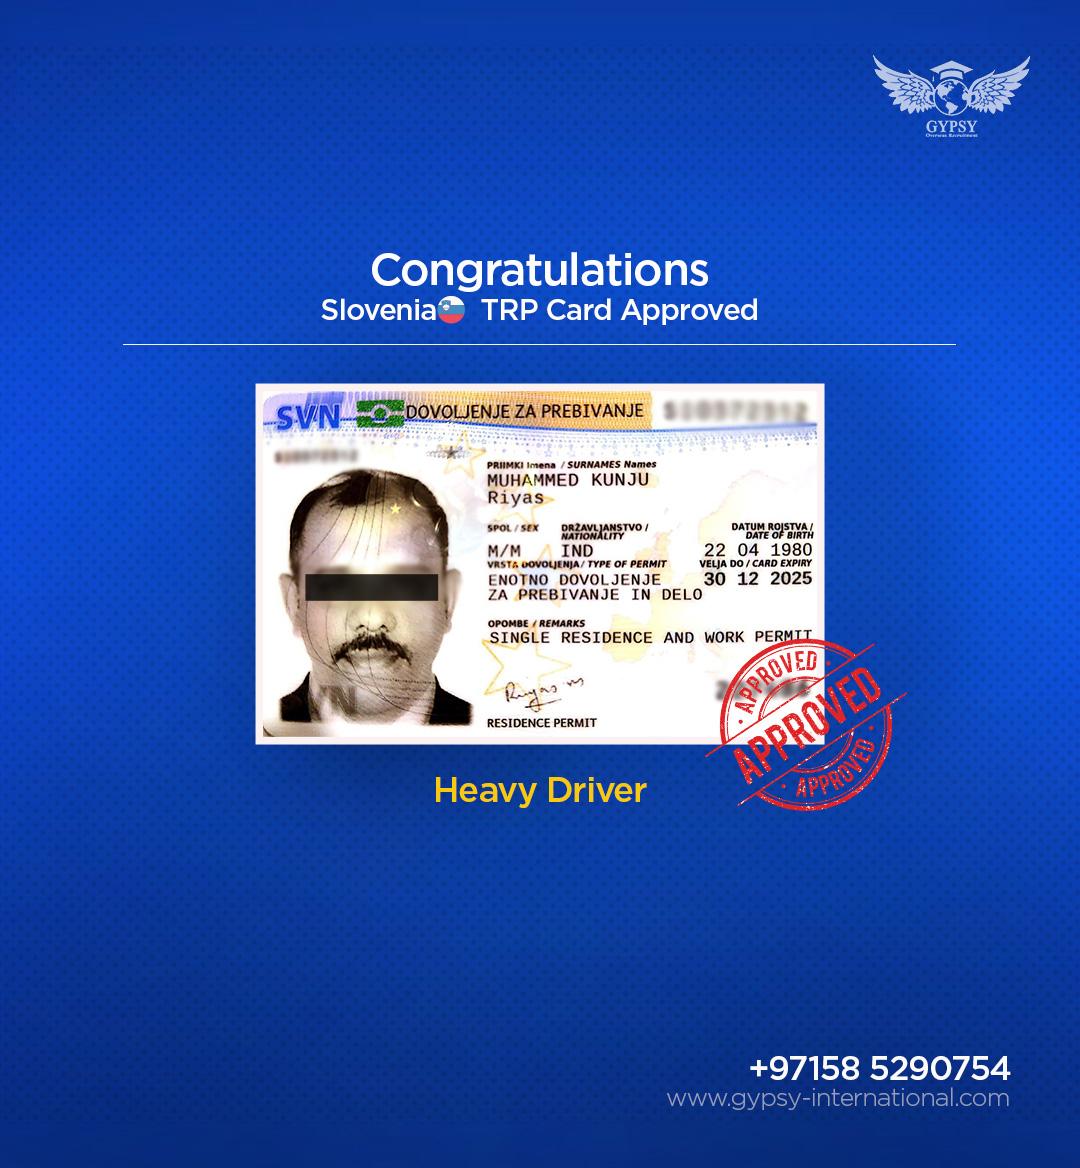 GYPSY
Overseas Recruitment
Congratulations
Slovenia TRP Card Approved
SVN DOVOLJENJE ZA PREBIVANJE
PRIIMKI Imena / SURNAMES Names
MUHAMMED KUNJU
Riyas
SPOL / SEX DRŽAVLJANSTVO / NATIONALITY DATUM ROJSTVA / DATE OF BIRTH
M/M IND 22 04 1980
VRSTA DOVOLJENJA / TYPE OF PERMIT VELJA DO / CARD EXPIRY
ENOTNO DOVOLJENJE 30 12 2025
ZA PREBIVANJE IN DELO
OPOMBE / REMARKS
SINGLE RESIDENCE AND WORK PERMIT
Riyas m
RESIDENCE PERMIT
APPROVED
APPROVED
APPROVED
Heavy Driver
+97158 5290754
www.gypsy-international.com